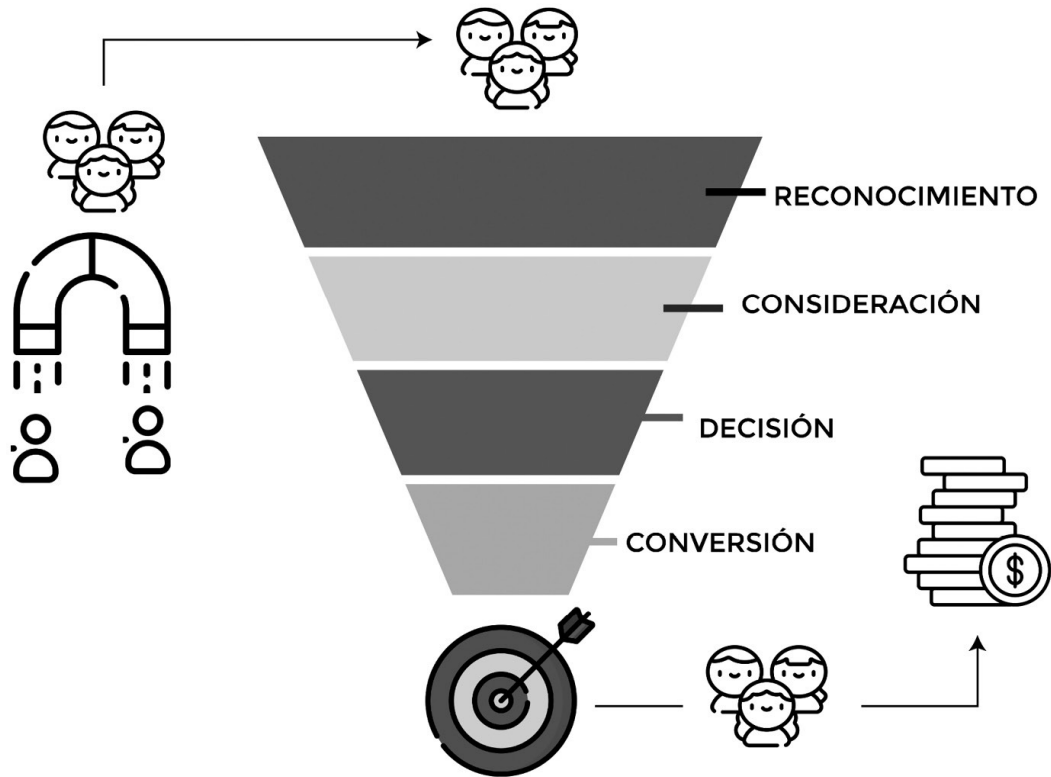 RECONOCIMIENTO
CONSIDERACIÓN
DECISIÓN
CONVERSIÓN
$